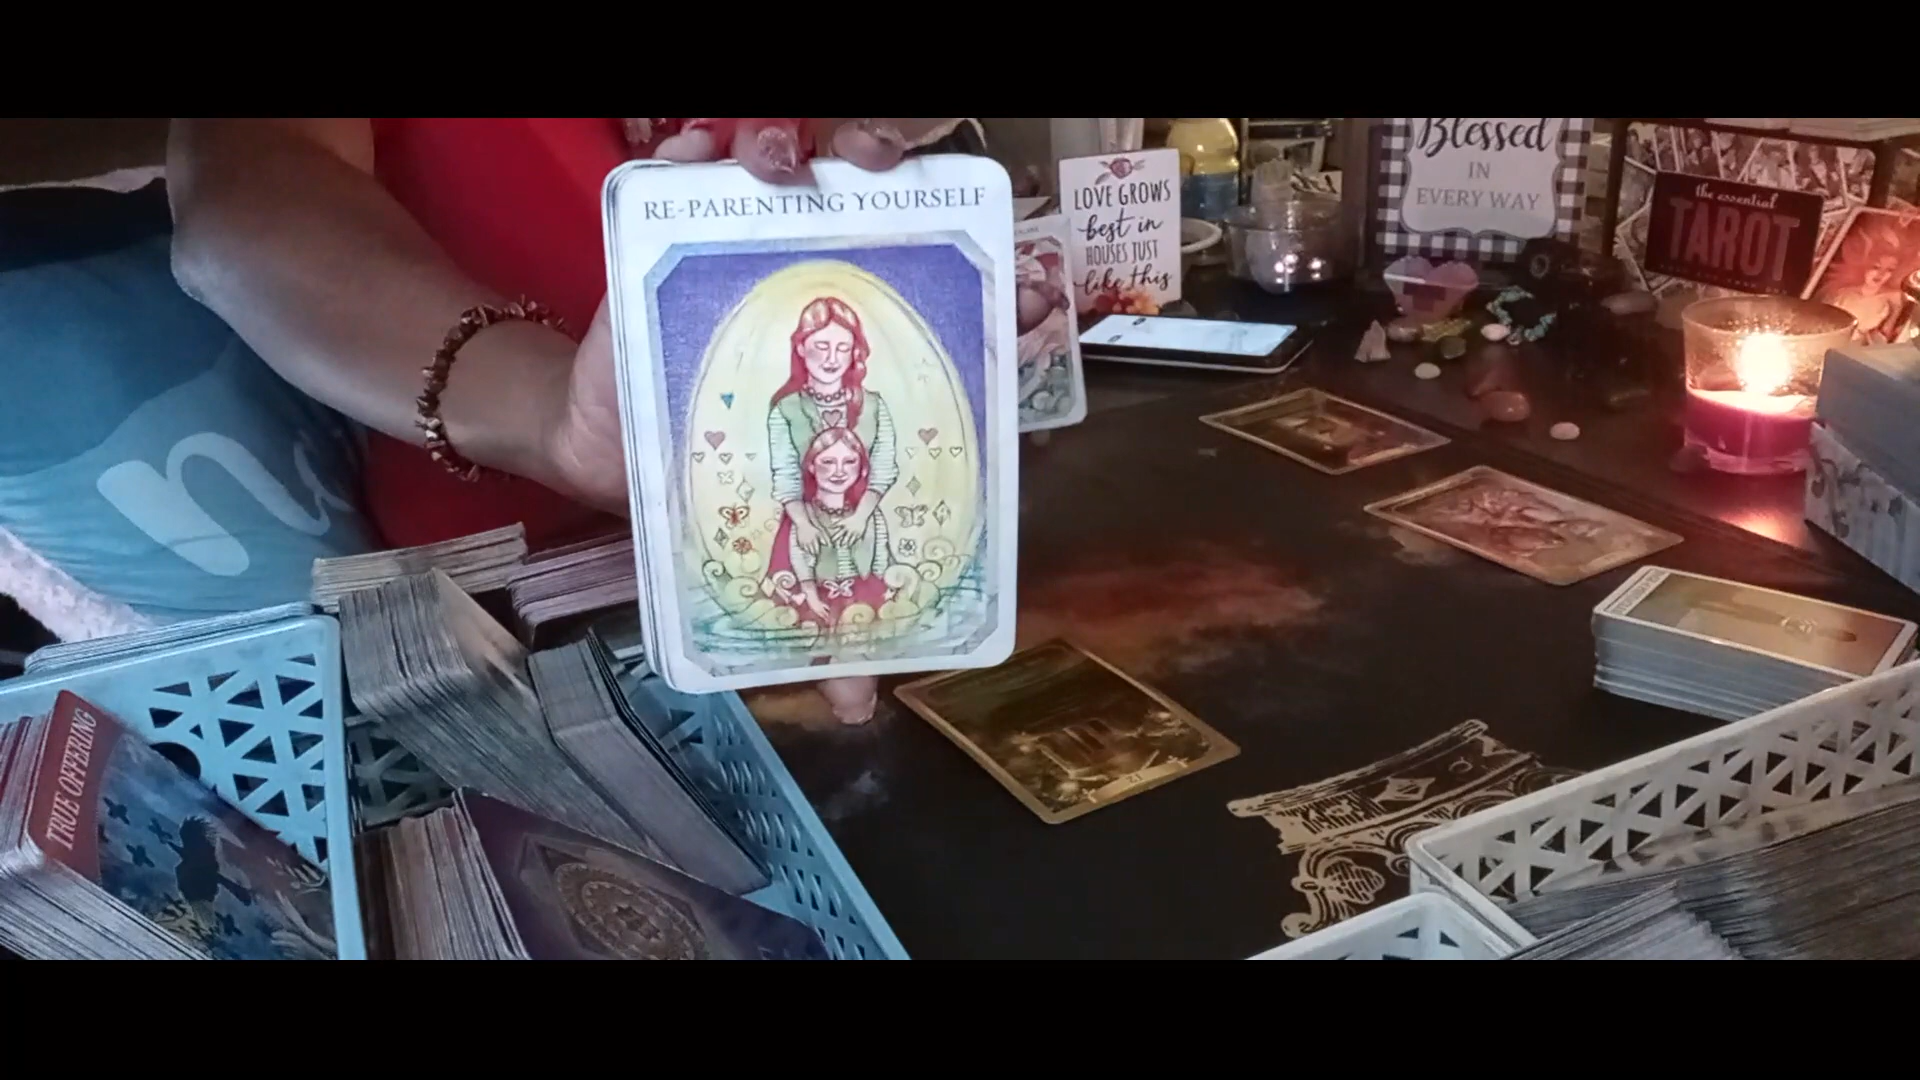 RE-PARENTING YOURSELF
LOVE GROWS
best in
HOUSES JUST
like this
Blessed
IN
EVERY WAY
the essential
TAROT
TRUE OFFERING
n
12